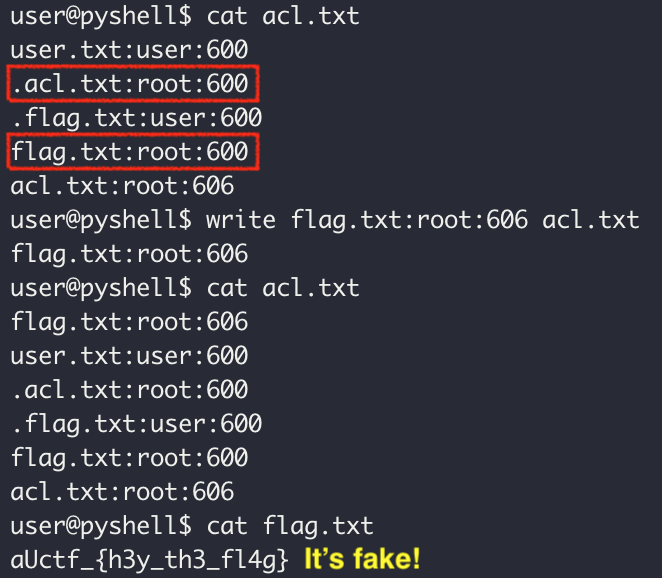 user@pyshell$ cat acl.txt
user.txt:user:600
.acl.txt:root:600
.flag.txt:user:600
flag.txt:root:600
acl.txt:root:606
user@pyshell$ write flag.txt:root:606 acl.txt
flag.txt:root:606
user@pyshell$ cat acl.txt
flag.txt:root:606
user.txt:user:600
.acl.txt:root:600
.flag.txt:user:600
flag.txt:root:600
acl.txt:root:606
user@pyshell$ cat flag.txt
aUctf_{h3y_th3_fl4g} It's fake!